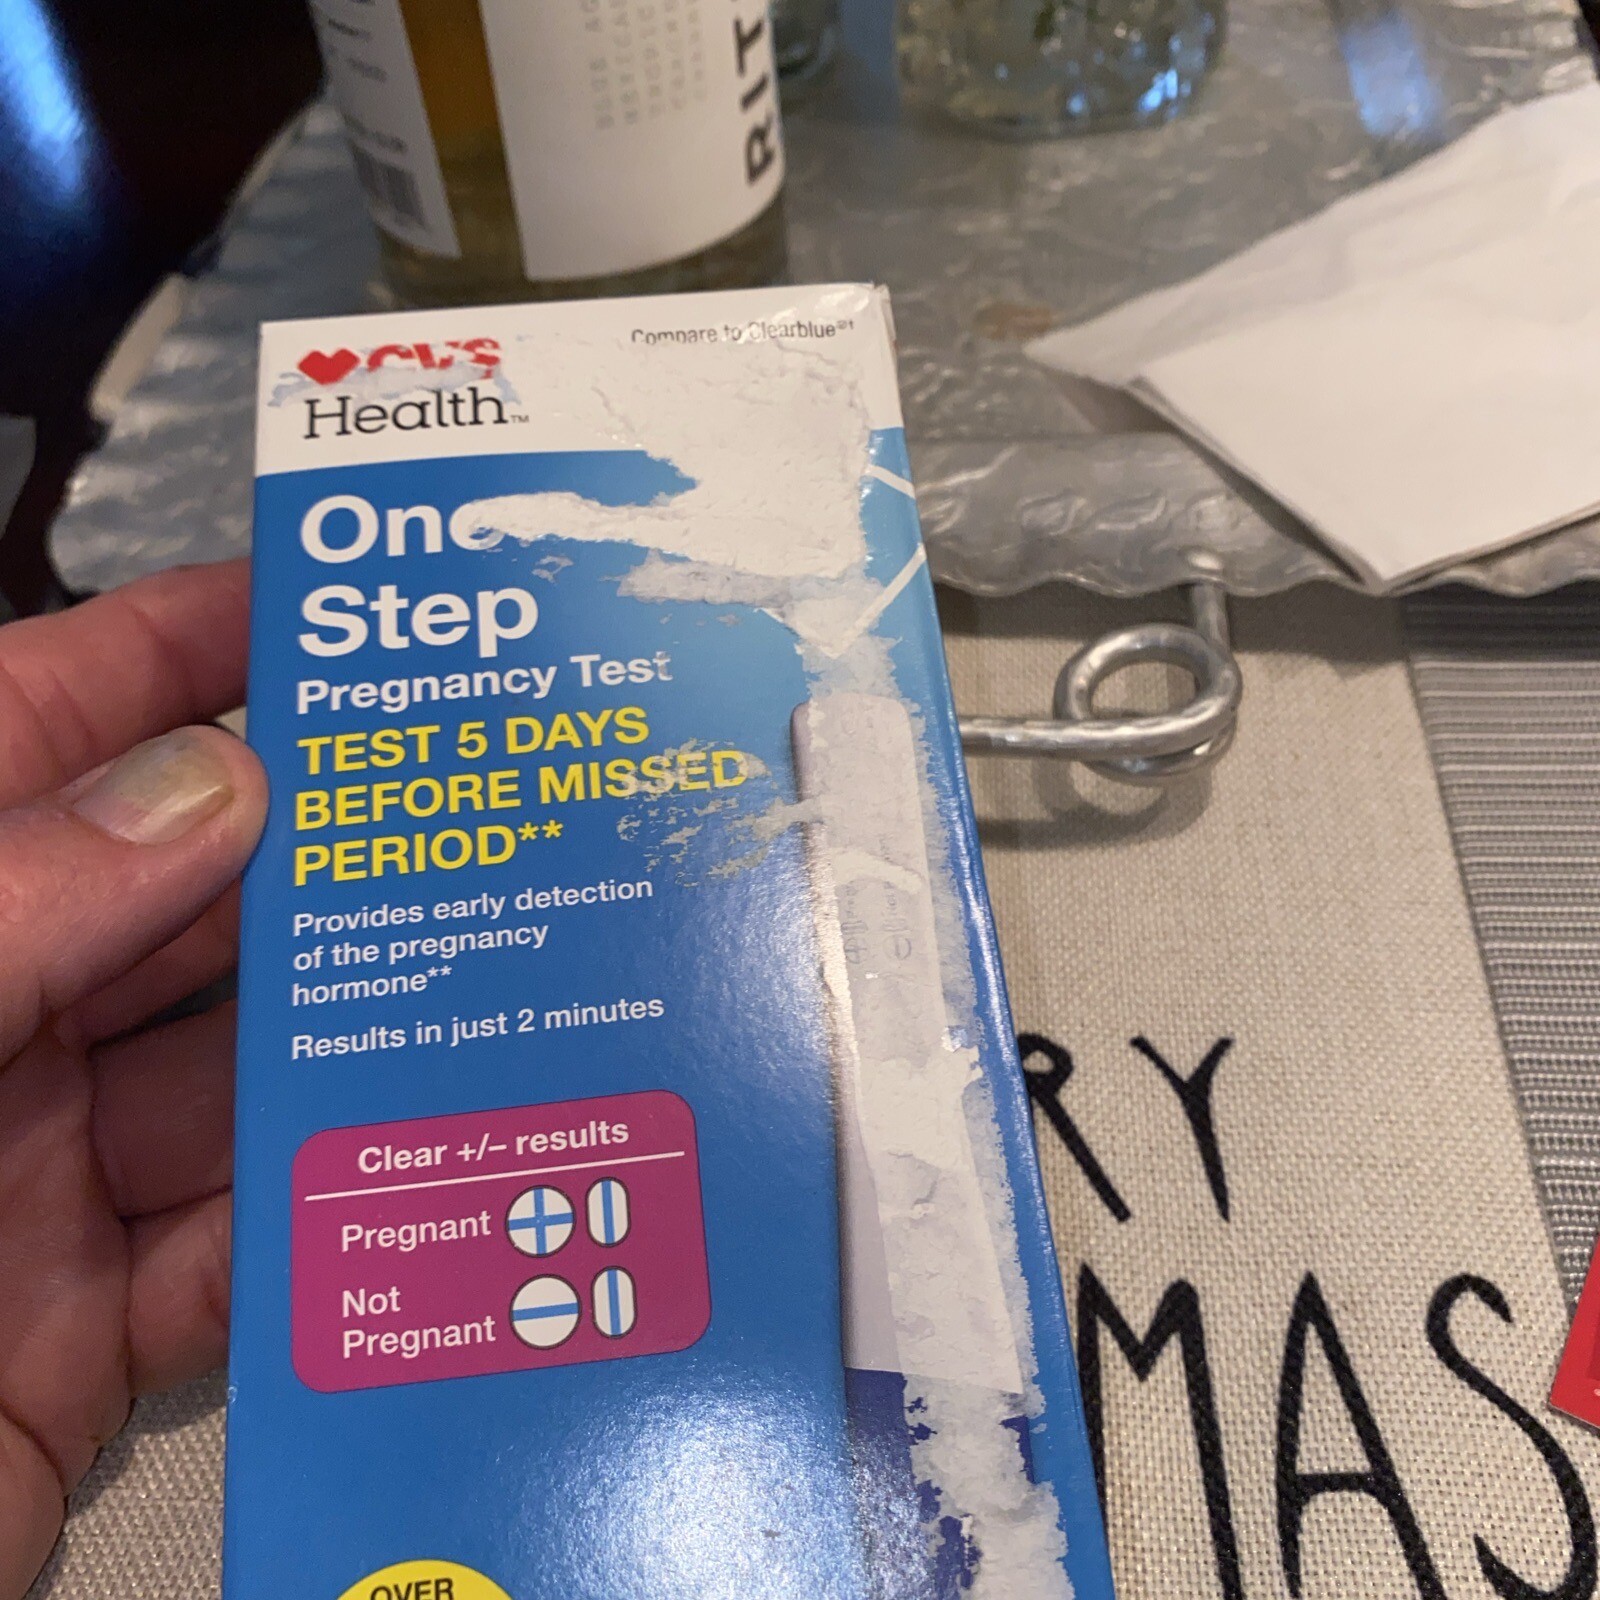 RIT
CVS
Health™
Compare to Clearblue®†
One
Step
Pregnancy Test
TEST 5 DAYS
BEFORE MISSED
PERIOD**
Provides early detection
of the pregnancy
hormone**
Results in just 2 minutes
Clear +/– results
Pregnant
Not
Pregnant
OVER
RY
MAS